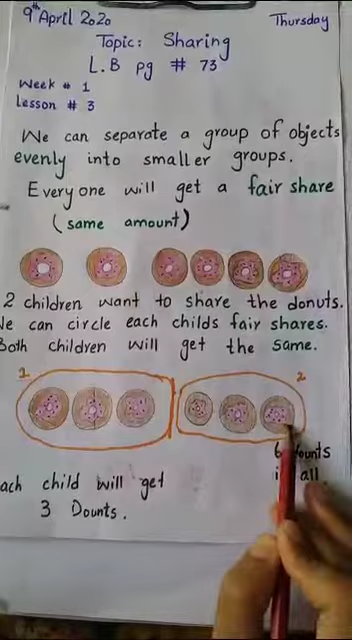 9th April 2020
Thursday
Topic: Sharing
L.B pg # 73
Week # 1
Lesson # 3
We can separate a group of objects
evenly into smaller groups.
Everyone will get a fair share
(same amount)
2 children want to share the donuts.
We can circle each childs fair shares.
Both children will get the same.
1
2
6
in all.
each child will get
3 Dounts.